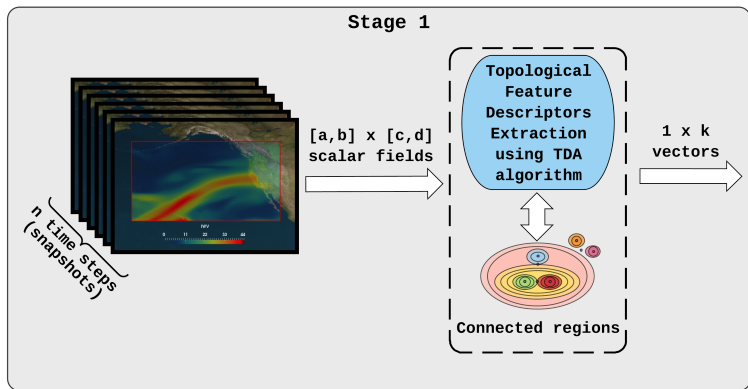 Stage 1
[a,b] x [c,d]
scalar fields
Topological
Feature
Descriptors
Extraction
using TDA
algorithm
1 x k
vectors
IWV
0 11 22 33 44
n time steps
(snapshots)
Connected regions